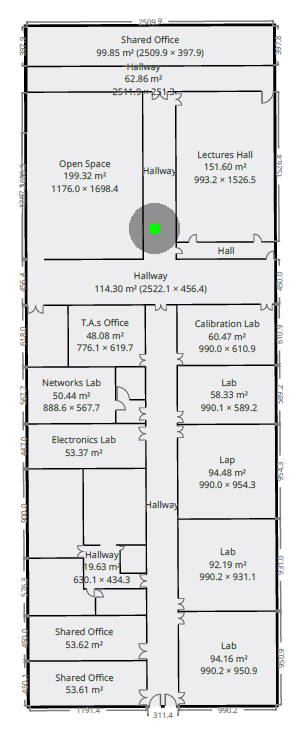 2509.9
Shared Office
99.85 m² (2509.9 × 397.9)
397.9
397.8
Hallway
62.86 m²
2511.9 × 251.3
Open Space
199.32 m²
1176.0 × 1698.4
Hallway
Lectures Hall
151.60 m²
993.2 × 1526.5
1526.4
Hall
Hallway
114.30 m² (2522.1 × 456.4)
456.4
450.0
T.A.s Office
48.08 m²
776.1 × 619.7
618.0
Calibration Lab
60.47 m²
990.0 × 610.9
610.9
Networks Lab
50.44 m²
888.6 × 567.7
567.7
Lab
58.33 m²
990.1 × 589.2
589.2
Electronics Lab
53.37 m²
447.0
Lap
94.48 m²
990.0 × 954.3
954.3
900.0
Hallway
Hallway
19.63 m²
630.1 × 434.3
576.3
Lab
92.19 m²
990.2 × 931.1
931.0
Shared Office
53.62 m²
450.0
Lab
94.16 m²
990.2 × 950.9
950.9
Shared Office
53.61 m²
450.1
1191.4
311.4
990.2